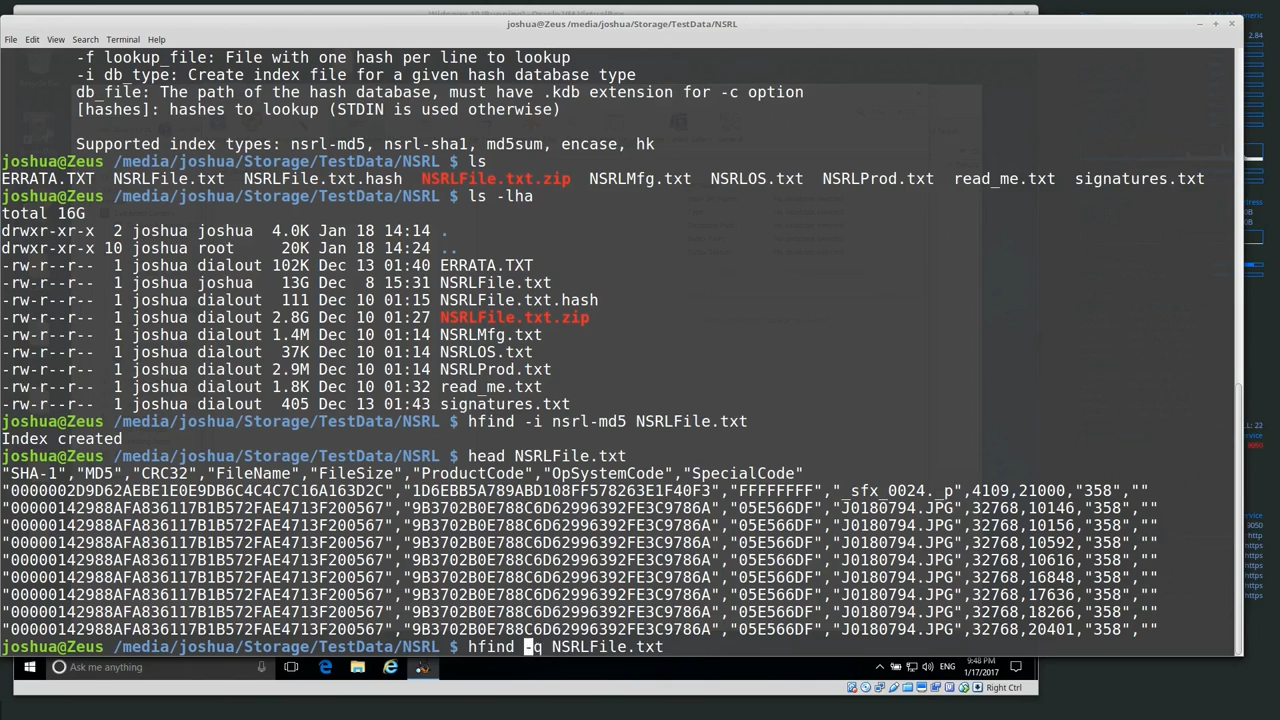 joshua@Zeus /media/joshua/Storage/TestData/NSRL
File Edit View Search Terminal Help
2.84
-f lookup_file: File with one hash per line to lookup
-i db_type: Create index file for a given hash database type
db_file: The path of the hash database, must have .kdb extension for -c option
[hashes]: hashes to lookup (STDIN is used otherwise)
Supported index types: nsrl-md5, nsrl-sha1, md5sum, encase, hk
joshua@Zeus /media/joshua/Storage/TestData/NSRL $ ls
ERRATA.TXT NSRLFile.txt NSRLFile.txt.hash NSRLFile.txt.zip NSRLMfg.txt NSRLOS.txt NSRLProd.txt read_me.txt signatures.txt
joshua@Zeus /media/joshua/Storage/TestData/NSRL $ ls -lha
total 16G
drwxr-xr-x 2 joshua joshua 4.0K Jan 18 14:14 .
drwxr-xr-x 10 joshua root 20K Jan 18 14:24 ..
-rw-r--r-- 1 joshua dialout 102K Dec 13 01:40 ERRATA.TXT
-rw-r--r-- 1 joshua joshua 13G Dec 8 15:31 NSRLFile.txt
-rw-r--r-- 1 joshua dialout 111 Dec 10 01:15 NSRLFile.txt.hash
-rw-r--r-- 1 joshua dialout 2.8G Dec 10 01:27 NSRLFile.txt.zip
-rw-r--r-- 1 joshua dialout 1.4M Dec 10 01:14 NSRLMfg.txt
-rw-r--r-- 1 joshua dialout 37K Dec 10 01:14 NSRLOS.txt
-rw-r--r-- 1 joshua dialout 2.9M Dec 10 01:14 NSRLProd.txt
-rw-r--r-- 1 joshua dialout 1.8K Dec 10 01:32 read_me.txt
-rw-r--r-- 1 joshua dialout 405 Dec 13 01:43 signatures.txt
joshua@Zeus /media/joshua/Storage/TestData/NSRL $ hfind -i nsrl-md5 NSRLFile.txt
Index created
joshua@Zeus /media/joshua/Storage/TestData/NSRL $ head NSRLFile.txt
"SHA-1","MD5","CRC32","FileName","FileSize","ProductCode","OpSystemCode","SpecialCode"
"0000002D9D62AEBE1E0E9DB6C4C4C7C16A163D2C","1D6EBB5A789ABD108FF578263E1F40F3","FFFFFFFF","_sfx_0024._p",4109,21000,"358",""
"00000142988AFA836117B1B572FAE4713F200567","9B3702B0E788C6D62996392FE3C9786A","05E566DF","J0180794.JPG",32768,10146,"358",""
"00000142988AFA836117B1B572FAE4713F200567","9B3702B0E788C6D62996392FE3C9786A","05E566DF","J0180794.JPG",32768,10156,"358",""
"00000142988AFA836117B1B572FAE4713F200567","9B3702B0E788C6D62996392FE3C9786A","05E566DF","J0180794.JPG",32768,10592,"358",""
"00000142988AFA836117B1B572FAE4713F200567","9B3702B0E788C6D62996392FE3C9786A","05E566DF","J0180794.JPG",32768,10616,"358",""
"00000142988AFA836117B1B572FAE4713F200567","9B3702B0E788C6D62996392FE3C9786A","05E566DF","J0180794.JPG",32768,16848,"358",""
"00000142988AFA836117B1B572FAE4713F200567","9B3702B0E788C6D62996392FE3C9786A","05E566DF","J0180794.JPG",32768,17636,"358",""
"00000142988AFA836117B1B572FAE4713F200567","9B3702B0E788C6D62996392FE3C9786A","05E566DF","J0180794.JPG",32768,18266,"358",""
"00000142988AFA836117B1B572FAE4713F200567","9B3702B0E788C6D62996392FE3C9786A","05E566DF","J0180794.JPG",32768,20401,"358",""
joshua@Zeus /media/joshua/Storage/TestData/NSRL $ hfind -q NSRLFile.txt
Ask me anything
ENG
9:48 PM
1/17/2017
Right Ctrl